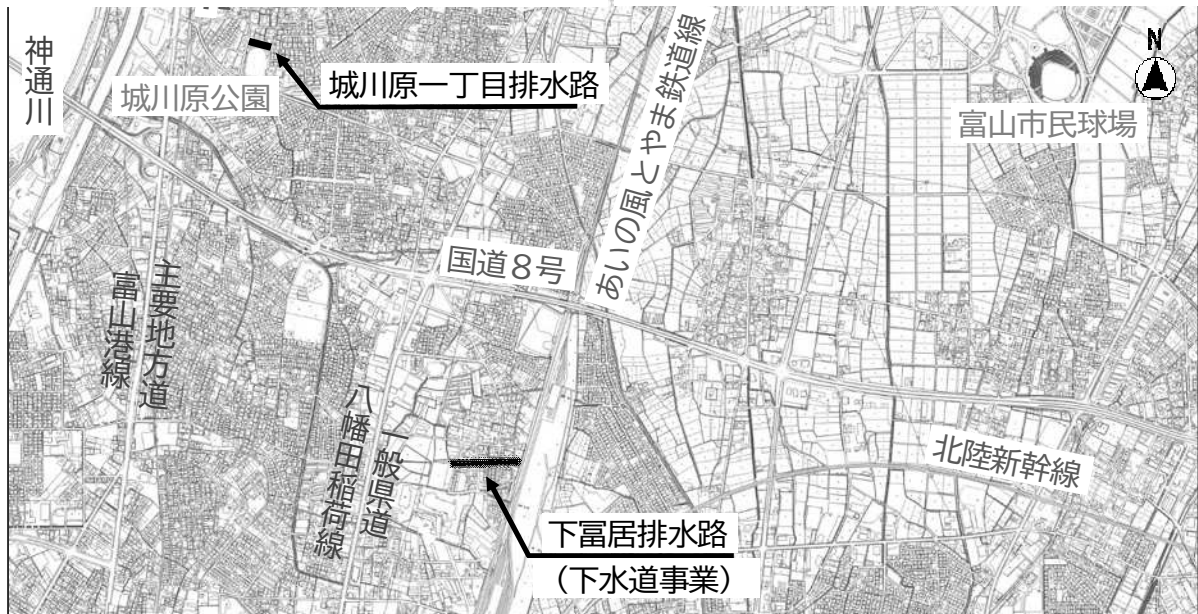 神通川
城川原公園
城川原一丁目排水路
あいの風とやま鉄道線
N
富山市民球場
国道8号
主要地方道
富山港線
一般県道
八幡田稲荷線
北陸新幹線
下冨居排水路
(下水道事業)